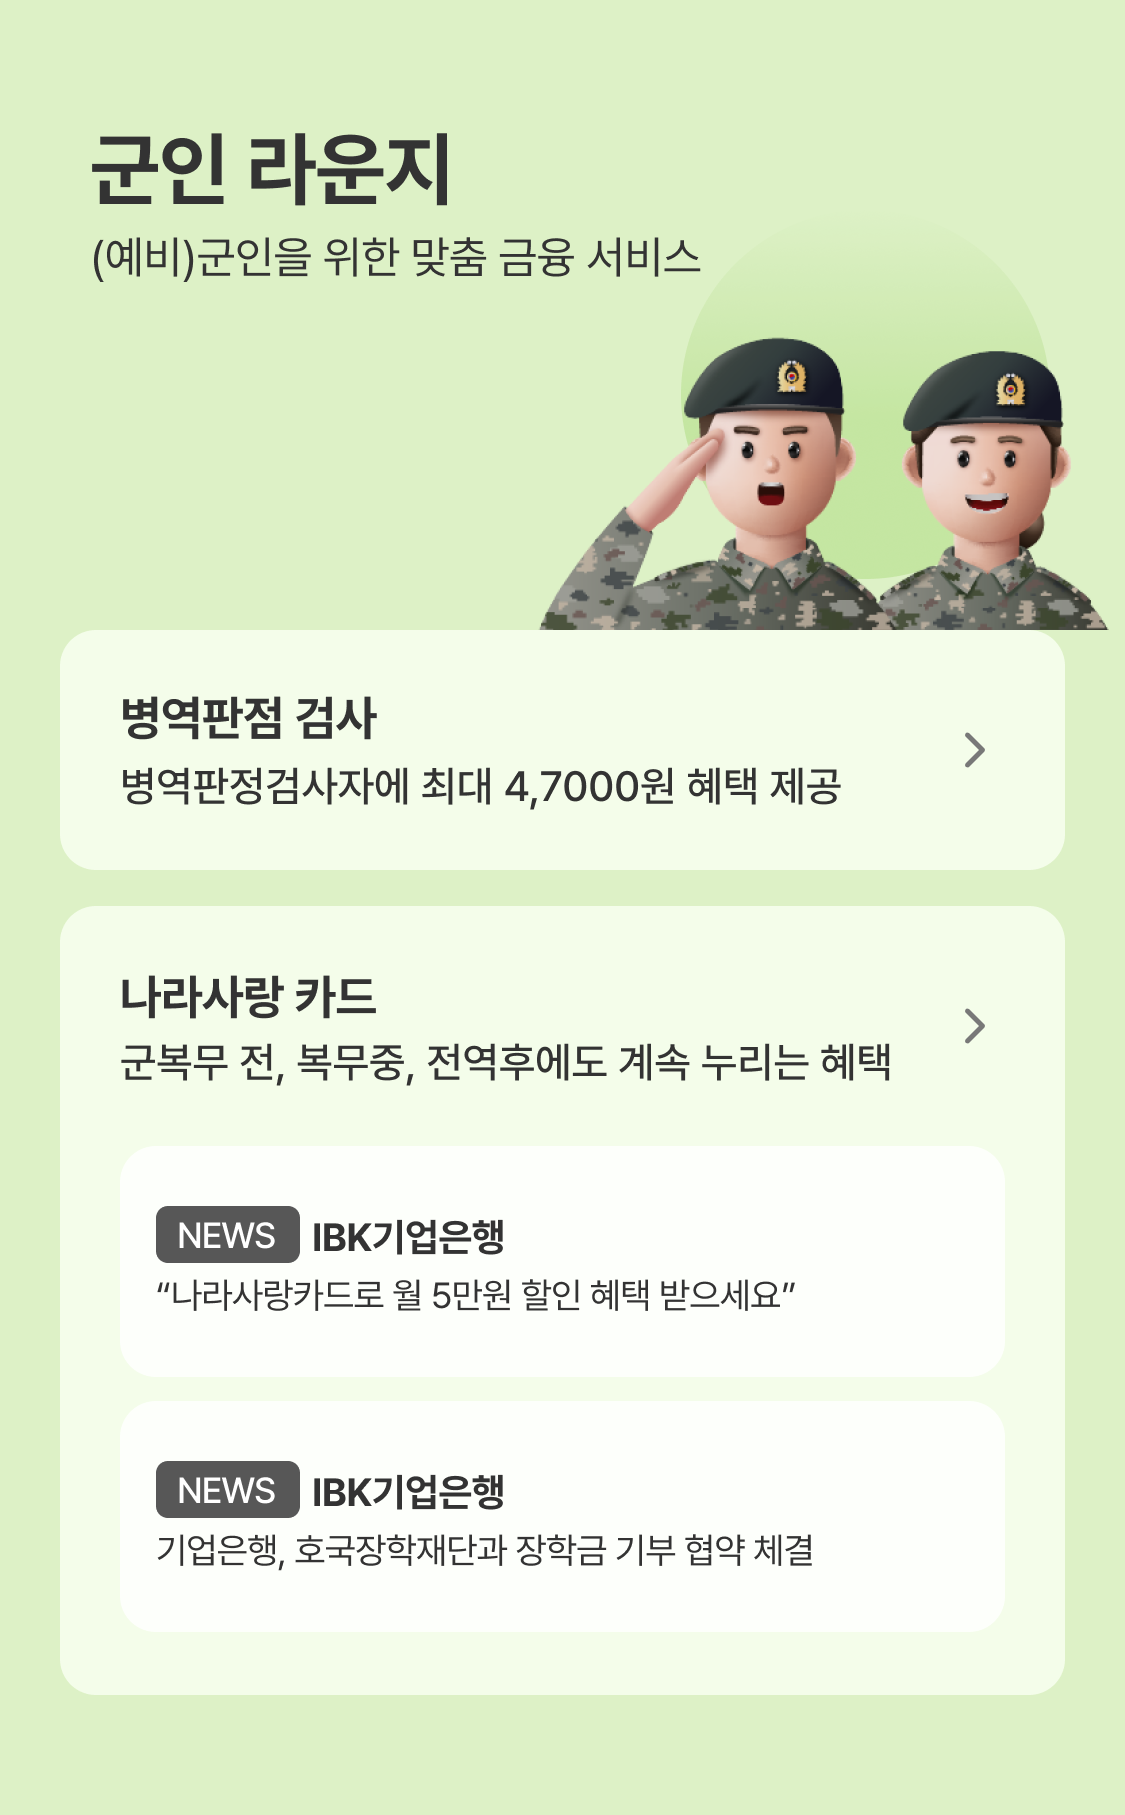 군인 라운지
(예비)군인을 위한 맞춤 금융 서비스
병역판점 검사
병역판정검사자에 최대 4,7000원 혜택 제공
나라사랑 카드
군복무 전, 복무중, 전역후에도 계속 누리는 혜택
NEWS IBK기업은행
“나라사랑카드로 월 5만원 할인 혜택 받으세요”
NEWS IBK기업은행
기업은행, 호국장학재단과 장학금 기부 협약 체결